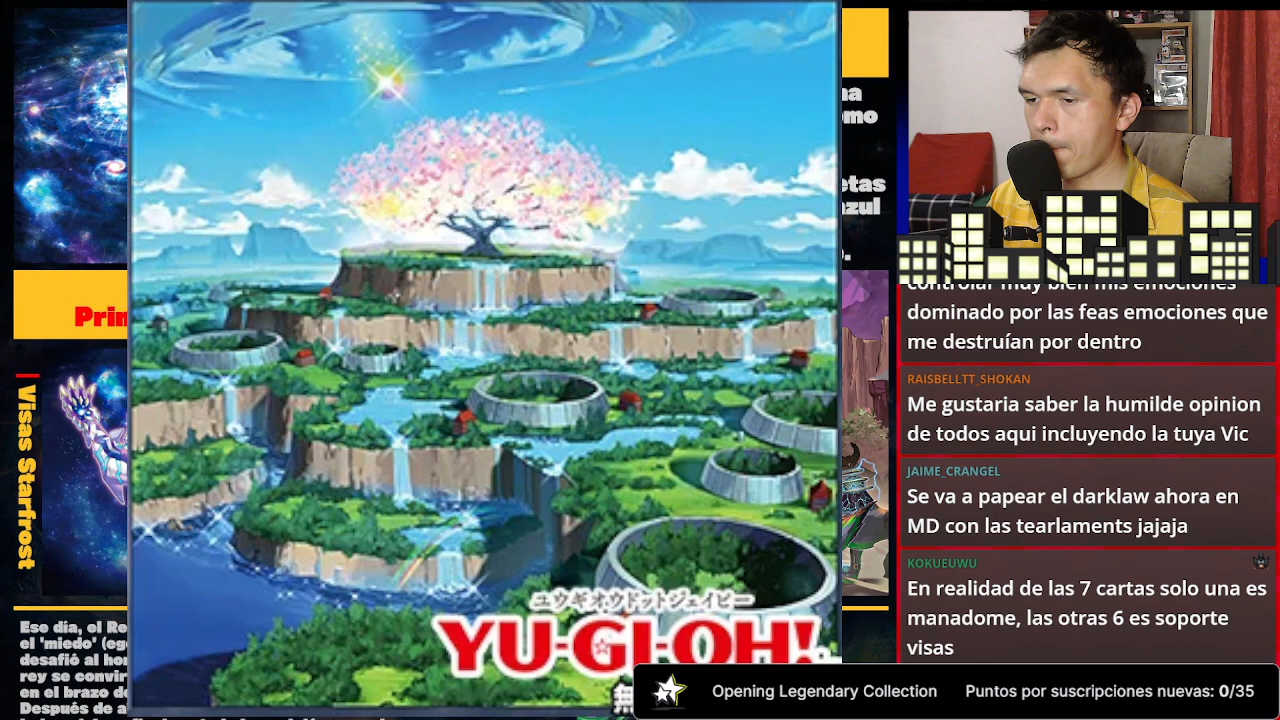 na
omo
etas
azul
Prin
Visas Starfrost
Ese día, el Re
el 'miedo' (eg
desafió al hor
rey se convir
en el brazo de
Después de a
ユウギオウドットジェイピー
YU-GI-OH!
無
controlar muy bien mis emociones
dominado por las feas emociones que
me destruían por dentro
RAISBELLTT_SHOKAN
Me gustaria saber la humilde opinion
de todos aqui incluyendo la tuya Vic
JAIME_CRANGEL
Se va a papear el darklaw ahora en
MD con las tearlaments jajaja
KOKUEUWU
En realidad de las 7 cartas solo una es
manadome, las otras 6 es soporte
visas
Opening Legendary Collection
Puntos por suscripciones nuevas: 0/35